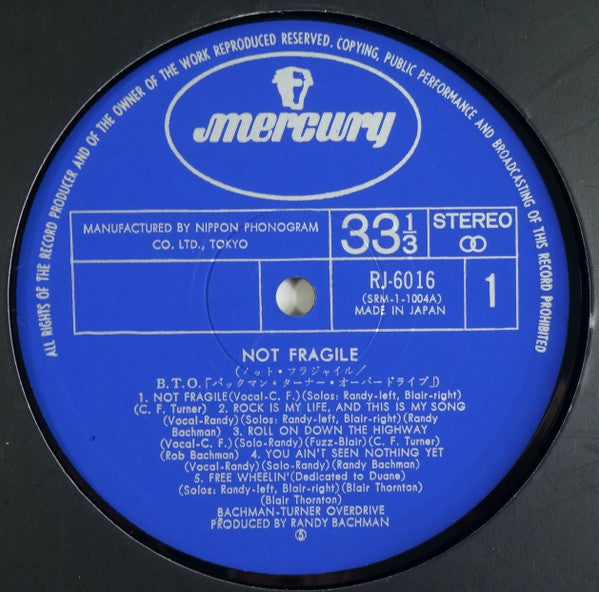 ALL RIGHTS OF THE RECORD PRODUCER AND OF THE OWNER OF THE WORK REPRODUCED RESERVED. COPYING, PUBLIC PERFORMANCE AND BROADCASTING OF THIS RECORD PROHIBITED
mercury
MANUFACTURED BY NIPPON PHONOGRAM
CO. LTD., TOKYO
33⅓
STEREO
RJ-6016
(SRM-1-1004A)
MADE IN JAPAN
1
NOT FRAGILE
(ノット・フラジャイル/
B.T.O.「バックマン・ターナー・オーバードライブ」)
1. NOT FRAGILE(Vocal-C. F.)(Solos: Randy-left, Blair-right)
(C. F. Turner) 2. ROCK IS MY LIFE, AND THIS IS MY SONG
(Vocal-Randy)(Solos: Randy-left, Blair-right)(Randy
Bachman) 3. ROLL ON DOWN THE HIGHWAY
(Vocal-C. F.)(Solo-Randy)(Fuzz-Blair)(C. F. Turner)
(Rob Bachman) 4. YOU AIN'T SEEN NOTHING YET
(Vocal-Randy)(Solo-Randy)(Randy Bachman)
5. FREE WHEELIN'(Dedicated to Duane)
(Solos: Randy-left, Blair-right)(Blair Thornton)
(Blair Thornton)
BACHMAN-TURNER OVERDRIVE
PRODUCED BY RANDY BACHMAN